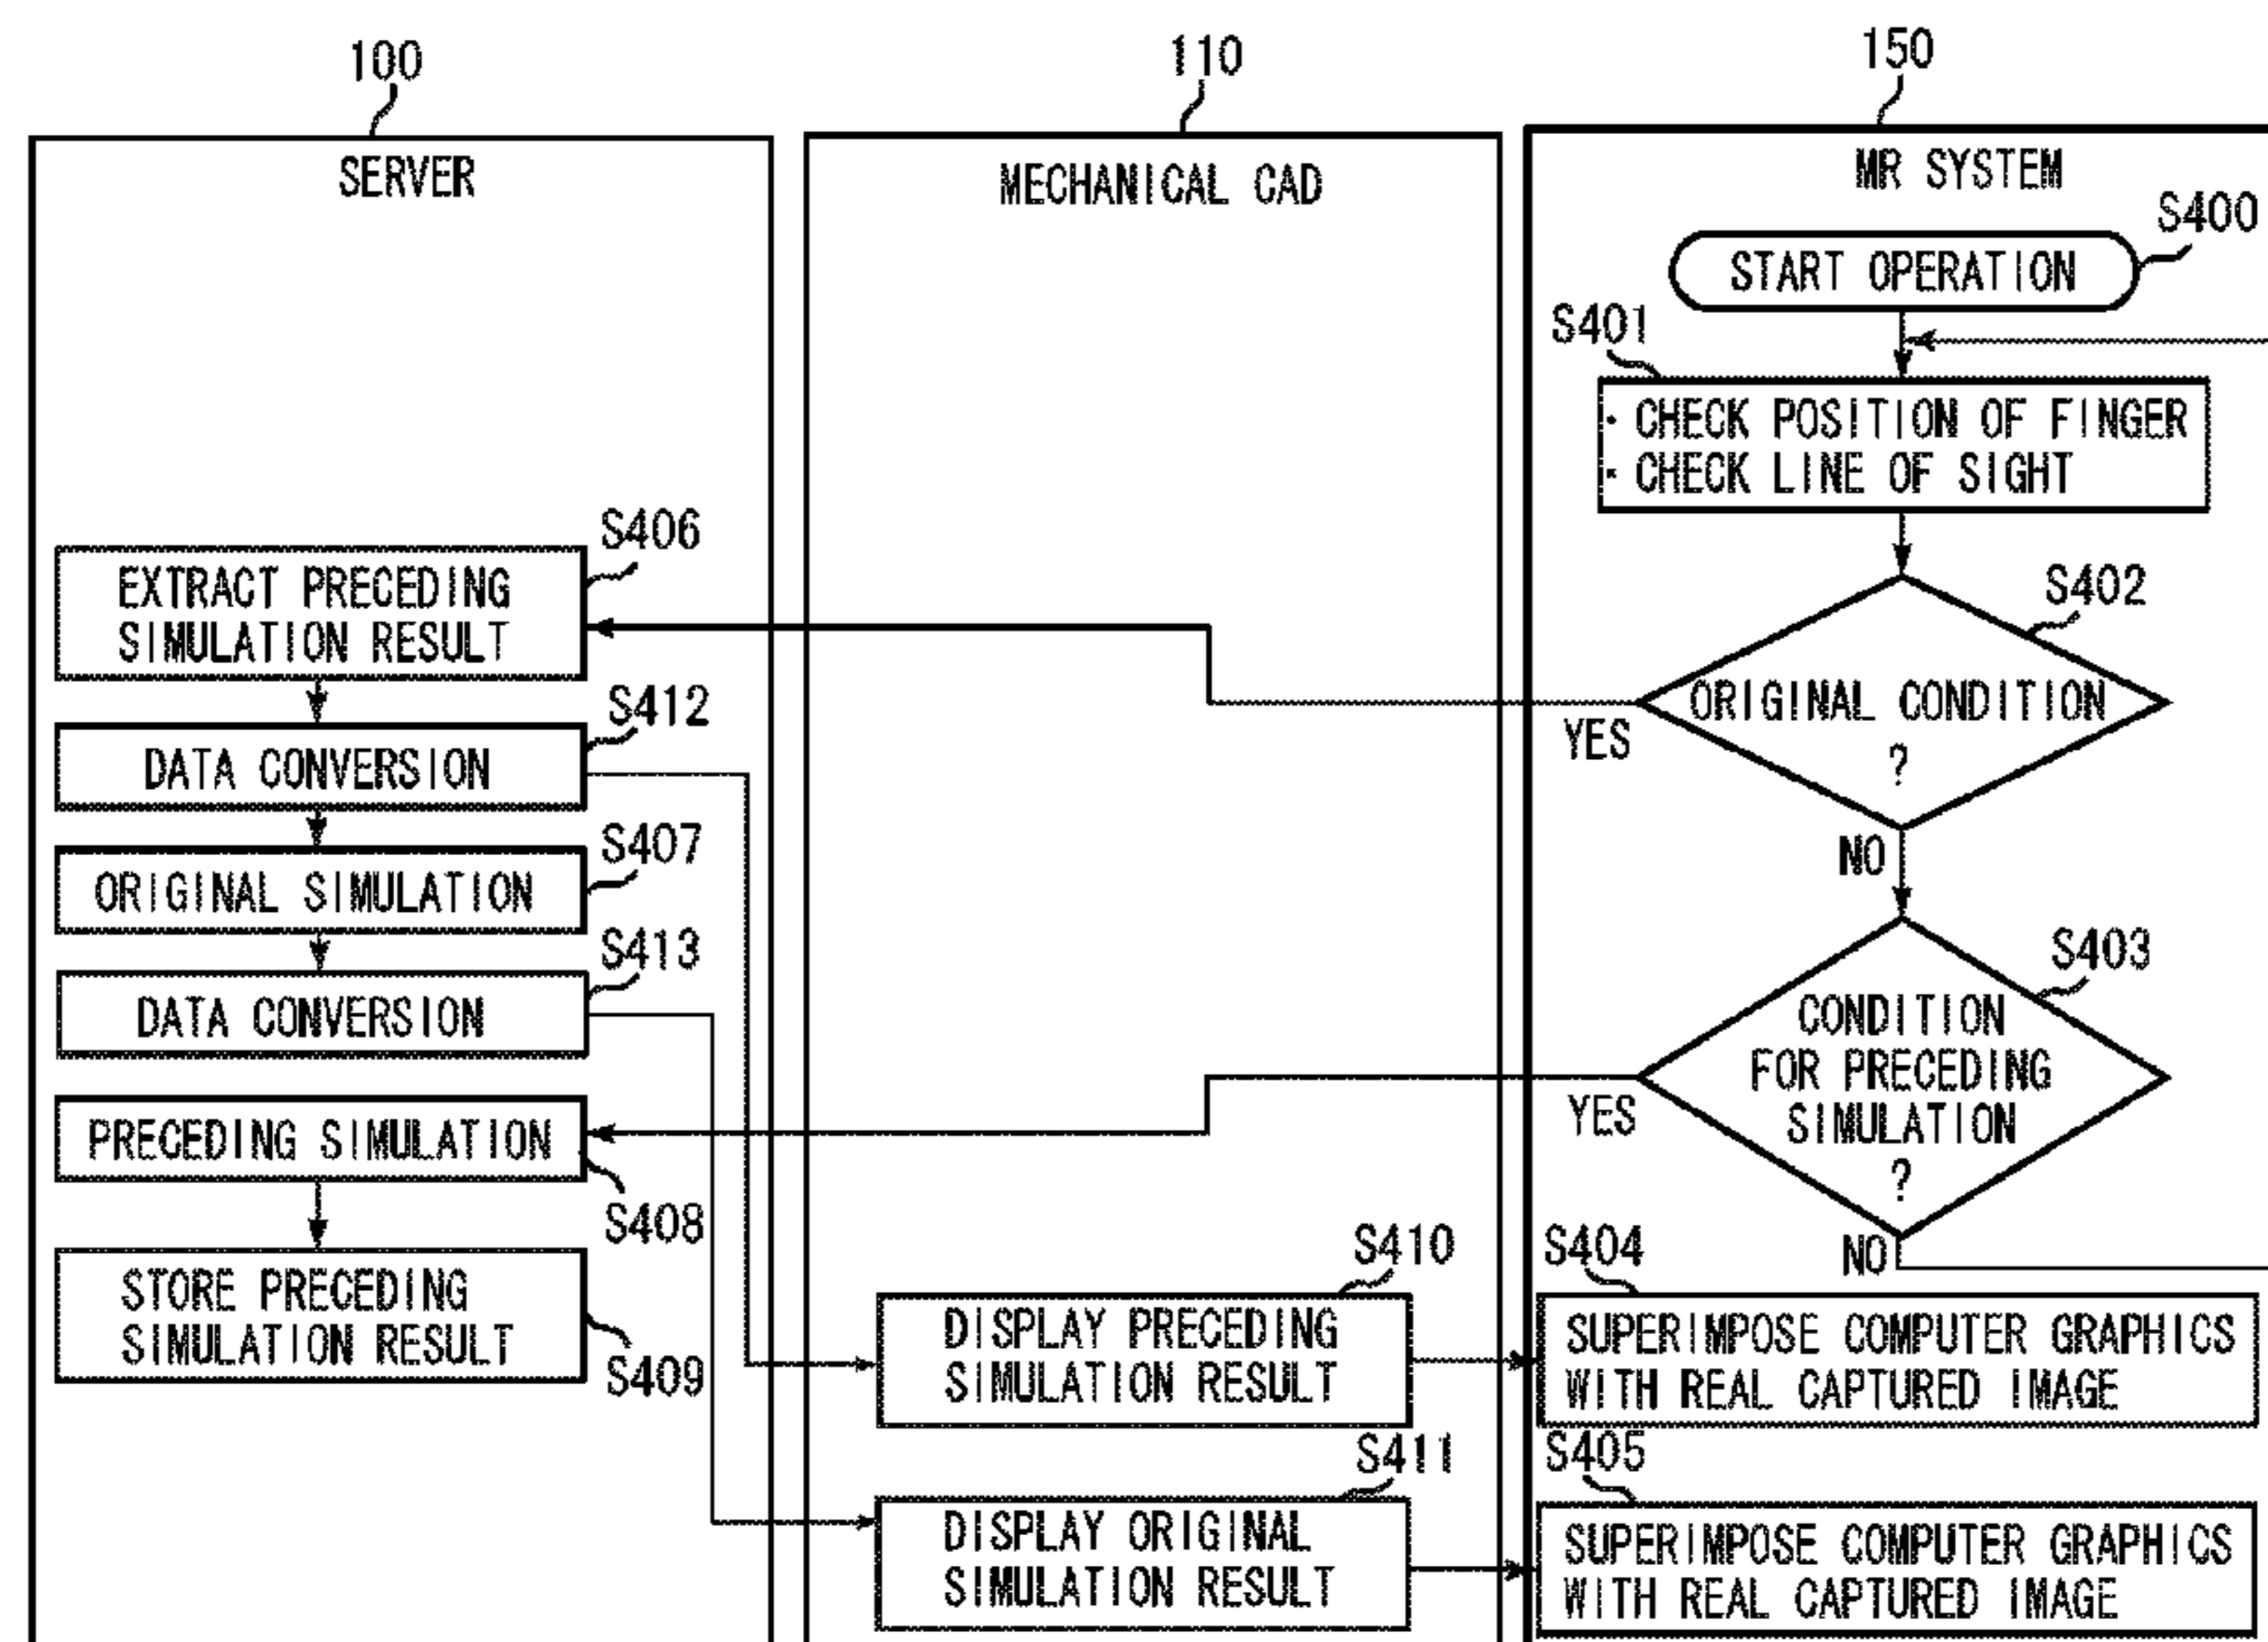 100
SERVER
S406
EXTRACT PRECEDING
SIMULATION RESULT
S412
DATA CONVERSION
S407
ORIGINAL SIMULATION
S413
DATA CONVERSION
PRECEDING SIMULATION
S408
STORE PRECEDING
SIMULATION RESULT
S409
110
MECHANICAL CAD
S410
DISPLAY PRECEDING
SIMULATION RESULT
S411
DISPLAY ORIGINAL
SIMULATION RESULT
150
MR SYSTEM
S400
START OPERATION
S401
· CHECK POSITION OF FINGER
· CHECK LINE OF SIGHT
S402
ORIGINAL CONDITION
?
YES
NO
S403
CONDITION
FOR PRECEDING
SIMULATION
?
YES
NO
S404
SUPERIMPOSE COMPUTER GRAPHICS
WITH REAL CAPTURED IMAGE
S405
SUPERIMPOSE COMPUTER GRAPHICS
WITH REAL CAPTURED IMAGE